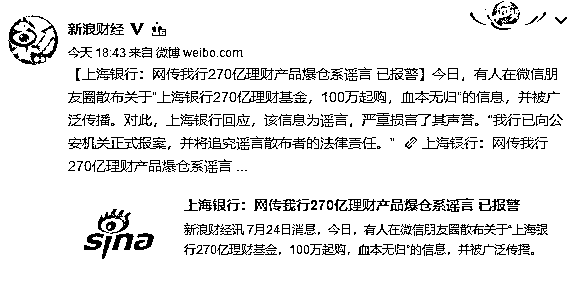 新浪财经
今天 18:43 来自 微博 weibo.com
【上海银行：网传我行270亿理财产品爆仓系谣言 已报警】今日，有人在微信朋
友圈散布关于“上海银行270亿理财基金，100万起购，血本无归”的信息，并被广
泛传播。对此，上海银行回应，该信息为谣言，严重损害了其声誉。“我行已向公
安机关正式报案，并将追究谣言散布者的法律责任。” 上海银行：网传我行
270亿理财产品爆仓系谣言 ...
上海银行：网传我行270亿理财产品爆仓系谣言 已报警
sina
新浪财经讯 7月24日消息，今日，有人在微信朋友圈散布关于“上海银
行270亿理财基金，100万起购，血本无归”的信息，并被广泛传播。